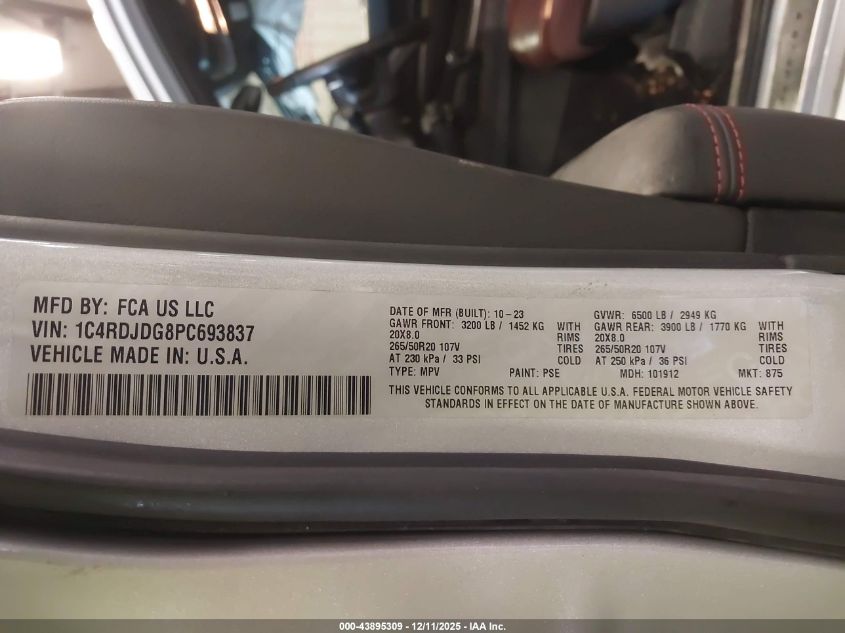 MFD BY: FCA US LLC
VIN: 1C4RDJDG8PC693837
VEHICLE MADE IN: U.S.A.
DATE OF MFR (BUILT): 10-23
GAWR FRONT: 3200 LB / 1452 KG WITH
20X8.0 RIMS
265/50R20 107V TIRES
AT 230 kPa / 33 PSI COLD
TYPE: MPV PAINT: PSE
GVWR: 6500 LB / 2949 KG
GAWR REAR: 3900 LB / 1770 KG WITH
20X8.0 RIMS
265/50R20 107V TIRES
AT 250 kPa / 36 PSI COLD
MDH: 101912 MKT: 875
THIS VEHICLE CONFORMS TO ALL APPLICABLE U.S.A. FEDERAL MOTOR VEHICLE SAFETY
STANDARDS IN EFFECT ON THE DATE OF MANUFACTURE SHOWN ABOVE.
000-43895309 - 12/11/2025 - IAA Inc.